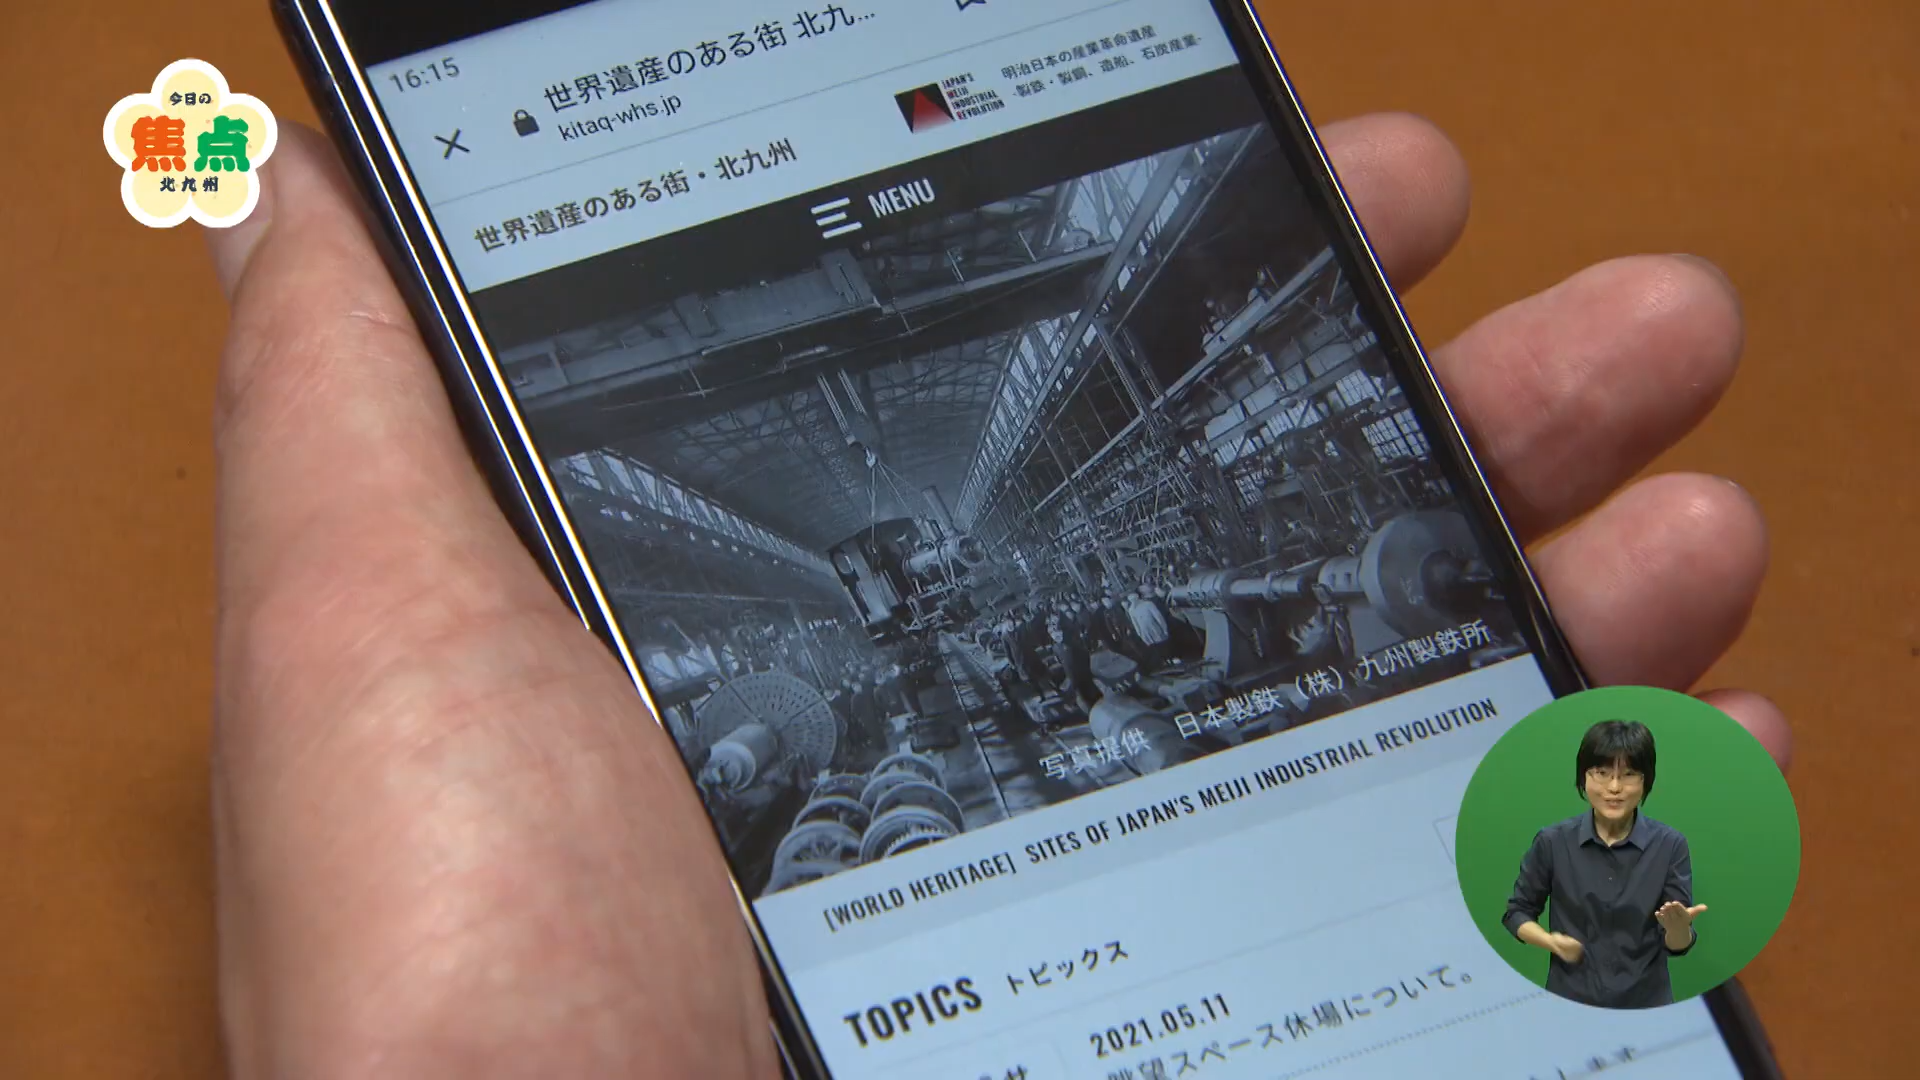 今日の
焦点
北九州
16:15
世界遺産のある街 北九...
kitaq-whs.jp
世界遺産のある街・北九州
JAPAN'S
MEIJI
INDUSTRIAL
REVOLUTION
明治日本の産業革命遺産
-製鉄・製鋼、造船、石炭産業-
MENU
写真提供 日本製鉄（株）九州製鉄所
[WORLD HERITAGE] SITES OF JAPAN'S MEIJI INDUSTRIAL REVOLUTION
TOPICS トピックス
2021.05.11
眺望スペース休場について。